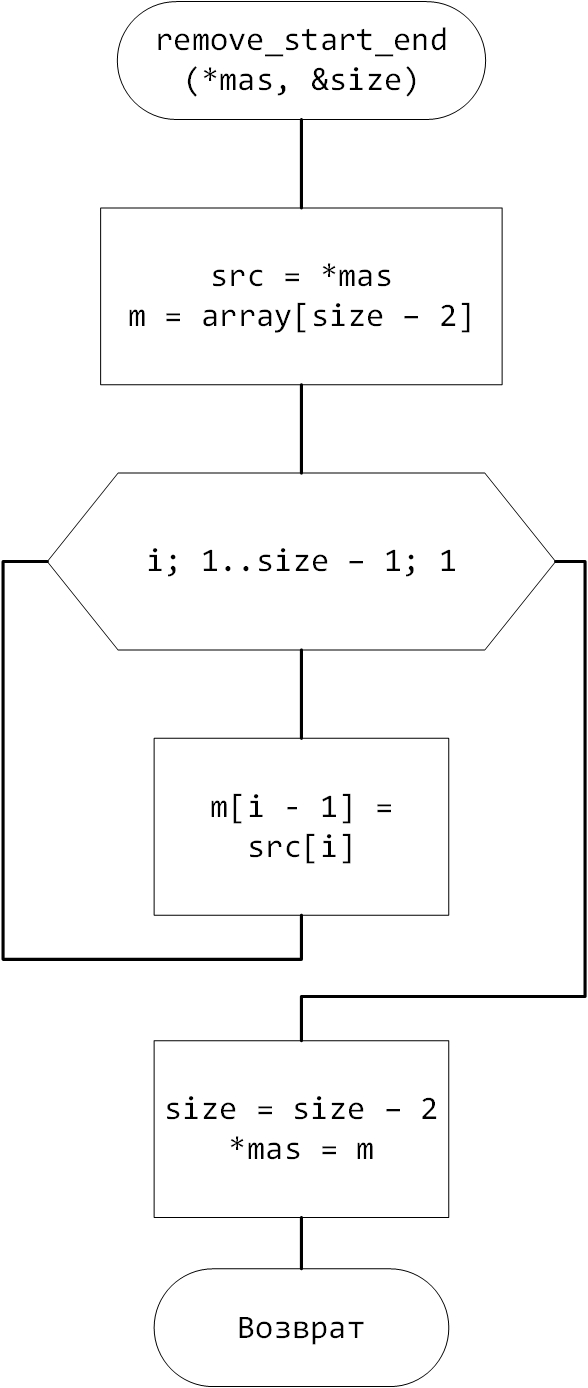 remove_start_end
(*mas, &size)
src = *mas
m = array[size – 2]
i; 1..size – 1; 1
m[i - 1] =
src[i]
size = size – 2
*mas = m
Возврат